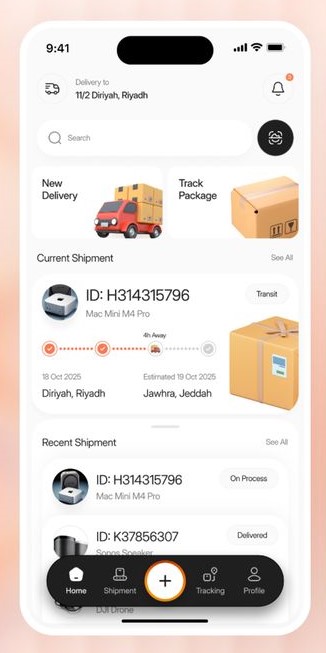 9:41
Delivery to
11/2 Diriyah, Riyadh
Search
New
Delivery
Track
Package
Current Shipment
See All
ID: H314315796
Transit
Mac Mini M4 Pro
4h Away
18 Oct 2025
Estimated 19 Oct 2025
Diriyah, Riyadh
Jawhra, Jeddah
Recent Shipment
See All
ID: H314315796
On Process
Mac Mini M4 Pro
ID: K37856307
Delivered
Sonos Speaker
Home
Shipment
Tracking
Profile
DJI Drone